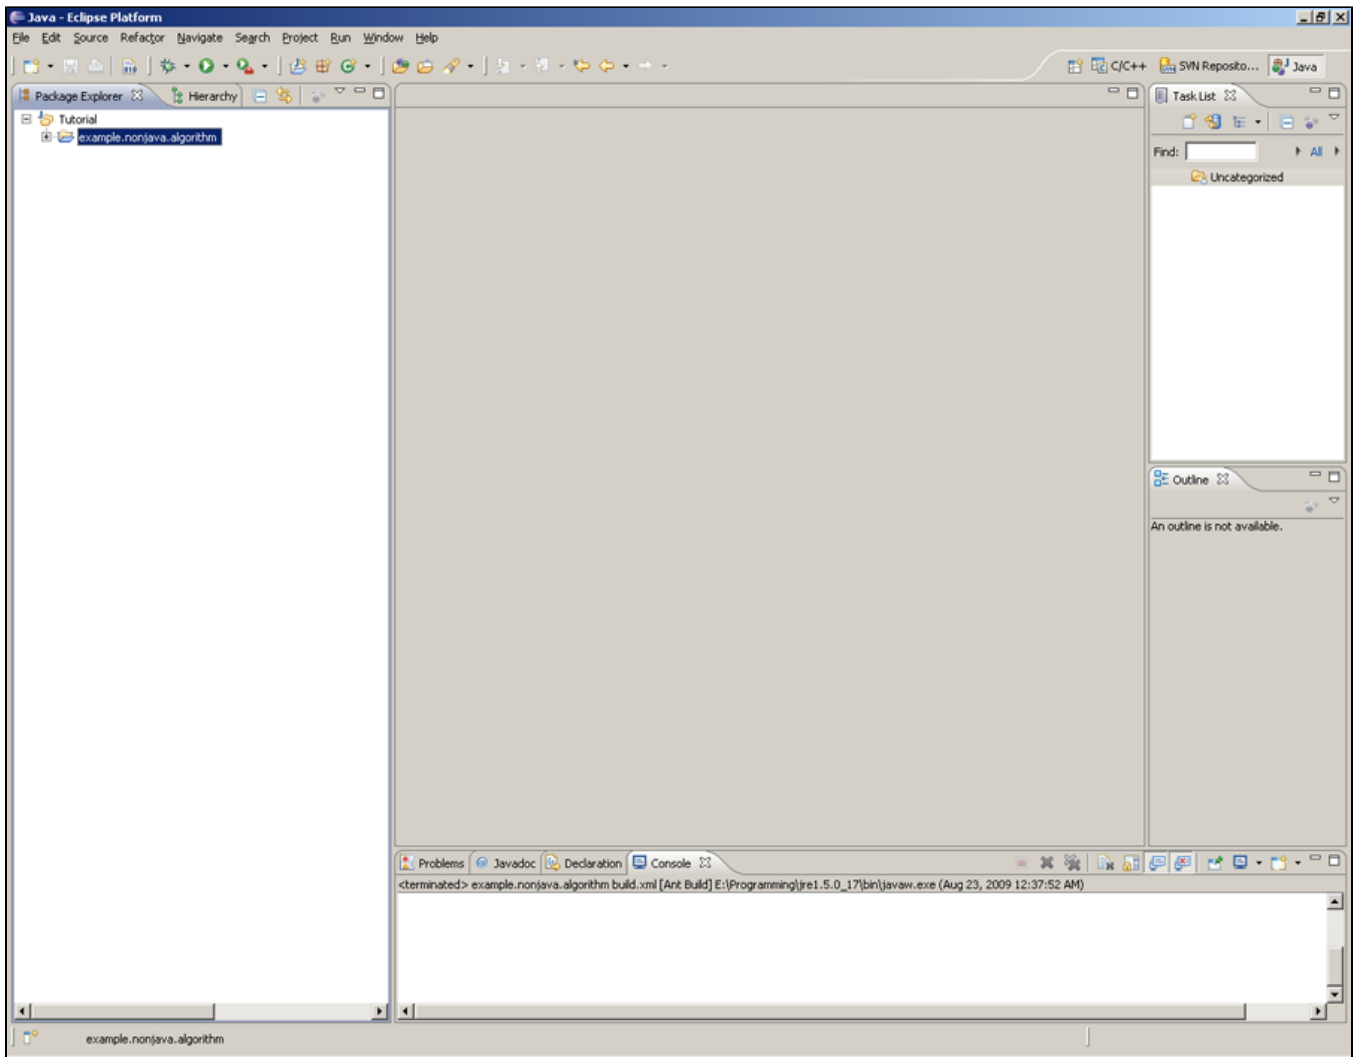 Java - Eclipse Platform
File Edit Source Refactor Navigate Search Project Run Window Help
C/C++ SVN Reposito... Java
Package Explorer Hierarchy
Task List
Tutorial
example.nonjava.algorithm
Find: All
Uncategorized
Outline
An outline is not available.
Problems Javadoc Declaration Console
<terminated> example.nonjava.algorithm build.xml [Ant Build] E:\Programming\jre1.5.0_17\bin\javaw.exe (Aug 23, 2009 12:37:52 AM)
example.nonjava.algorithm